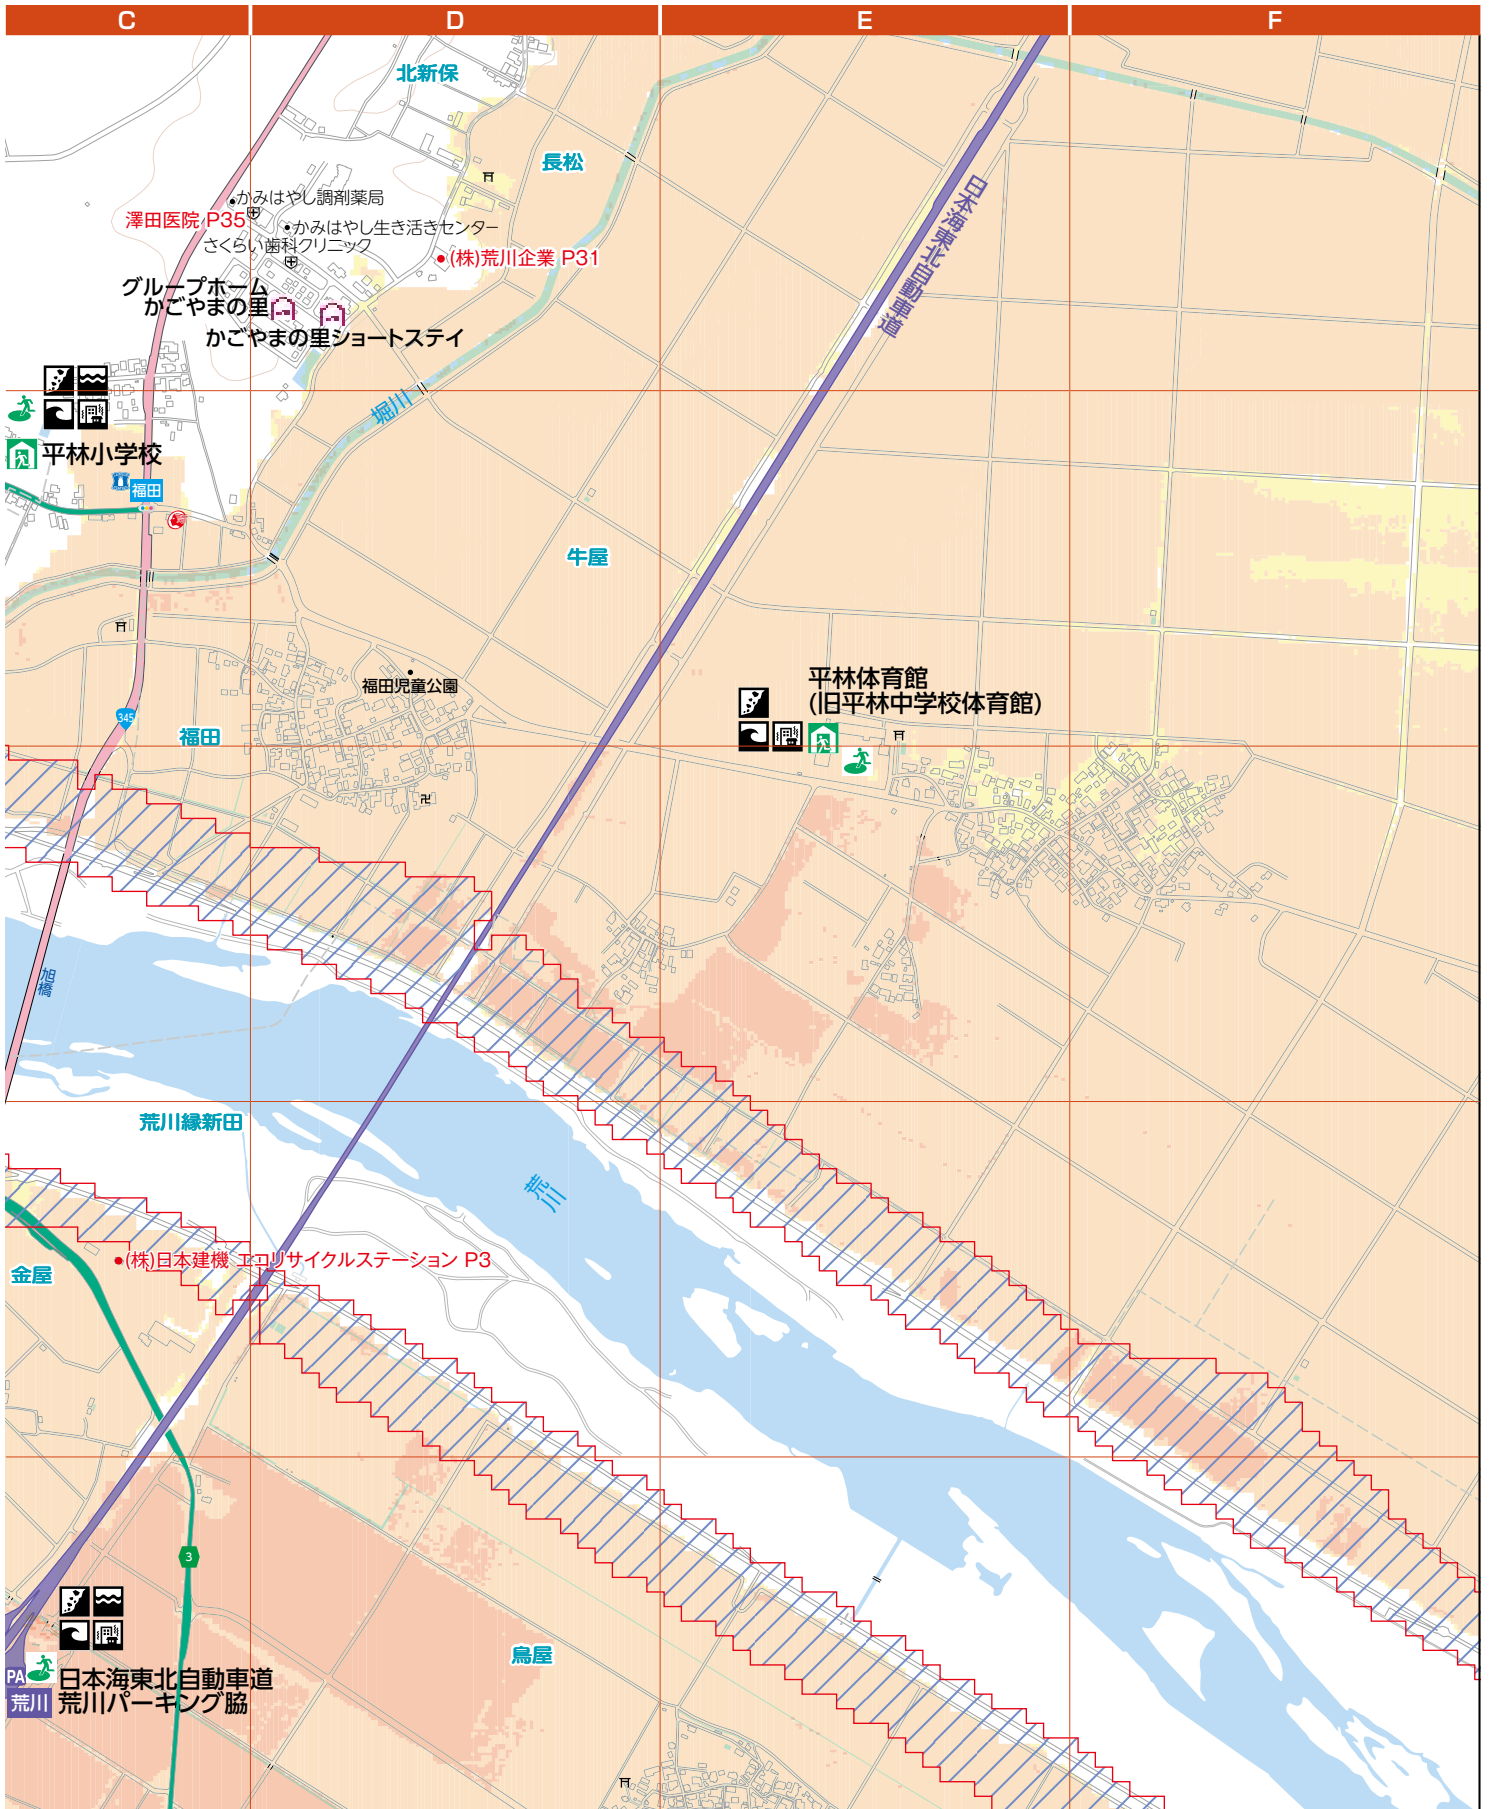 C
D
E
F
北新保
長松
かみはやし調剤薬局
澤田医院 P35
かみはやし生き活きセンター
さくらい歯科クリニック
(株)荒川企業 P31
日本海東北自動車道
グループホーム
かごやまの里
かごやまの里ショートステイ
堀川
平林小学校
福田
牛屋
福田児童公園
平林体育館
(旧平林中学校体育館)
345
福田
旭橋
荒川縁新田
荒川
(株)日本建機 エコリサイクルステーション P3
金屋
3
鳥屋
PA
荒川
日本海東北自動車道
荒川パーキング脇